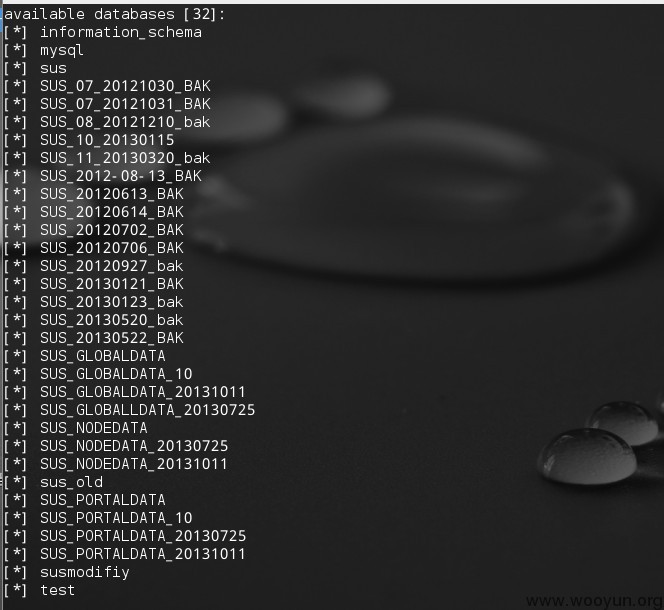 available databases [32]:
[*] information_schema
[*] mysql
[*] sus
[*] SUS_07_20121030_BAK
[*] SUS_07_20121031_BAK
[*] SUS_08_20121210_bak
[*] SUS_10_20130115
[*] SUS_11_20130320_bak
[*] SUS_2012-08-13_BAK
[*] SUS_20120613_BAK
[*] SUS_20120614_BAK
[*] SUS_20120702_BAK
[*] SUS_20120706_BAK
[*] SUS_20120927_bak
[*] SUS_20130121_BAK
[*] SUS_20130123_bak
[*] SUS_20130520_bak
[*] SUS_20130522_BAK
[*] SUS_GLOBALDATA
[*] SUS_GLOBALDATA_10
[*] SUS_GLOBALDATA_20131011
[*] SUS_GLOBALLDATA_20130725
[*] SUS_NODEDATA
[*] SUS_NODEDATA_20130725
[*] SUS_NODEDATA_20131011
[*] sus_old
[*] SUS_PORTALDATA
[*] SUS_PORTALDATA_10
[*] SUS_PORTALDATA_20130725
[*] SUS_PORTALDATA_20131011
[*] susmodifiy
[*] test
www.wooyun.org